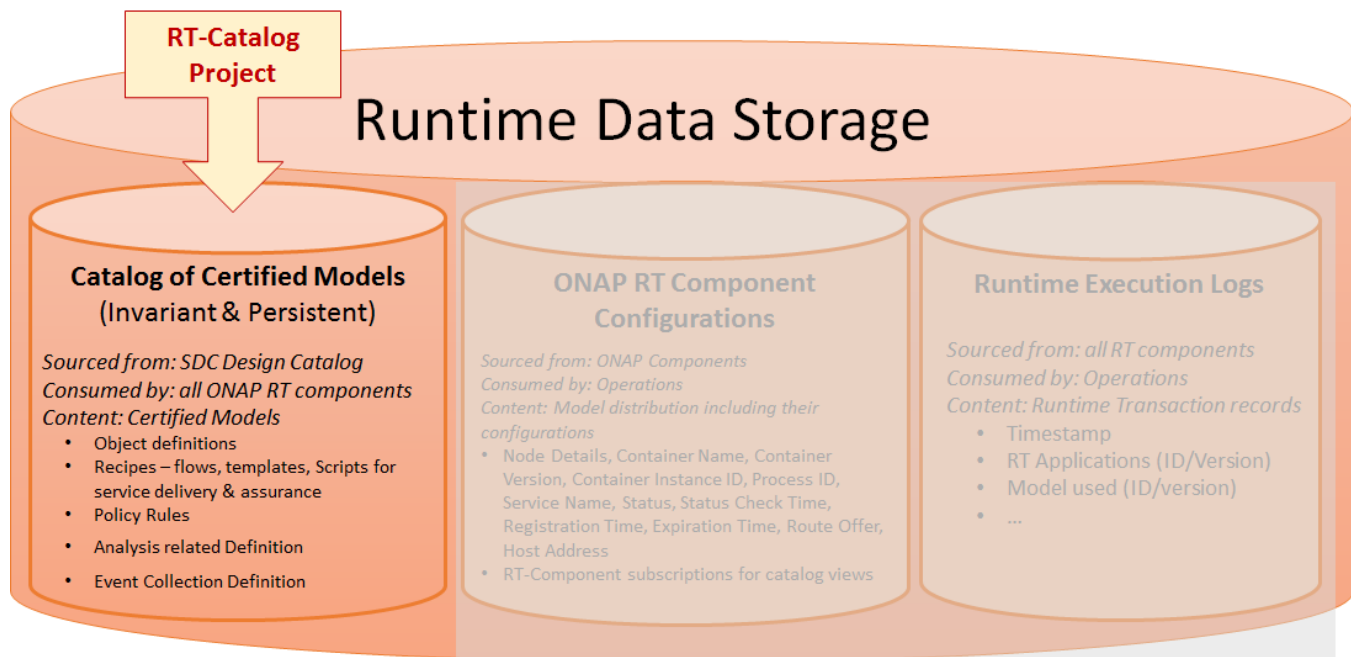 RT-Catalog
Project
Runtime Data Storage
Catalog of Certified Models
(Invariant & Persistent)
Sourced from: SDC Design Catalog
Consumed by: all ONAP RT components
Content: Certified Models
• Object definitions
• Recipes – flows, templates, Scripts for
service delivery & assurance
• Policy Rules
• Analysis related Definition
• Event Collection Definition
ONAP RT Component
Configurations
Sourced from: ONAP Components
Consumed by: Operations
Content: Model distribution including their
configurations
• Node Details, Container Name, Container
Version, Container Instance ID, Process ID,
Service Name, Status, Status Check Time,
Registration Time, Expiration Time, Route Offer,
Host Address
• RT-Component subscriptions for catalog views
Runtime Execution Logs
Sourced from: all RT components
Consumed by: Operations
Content: Runtime Transaction records
• Timestamp
• RT Applications (ID/Version)
• Model used (ID/version)
• ...